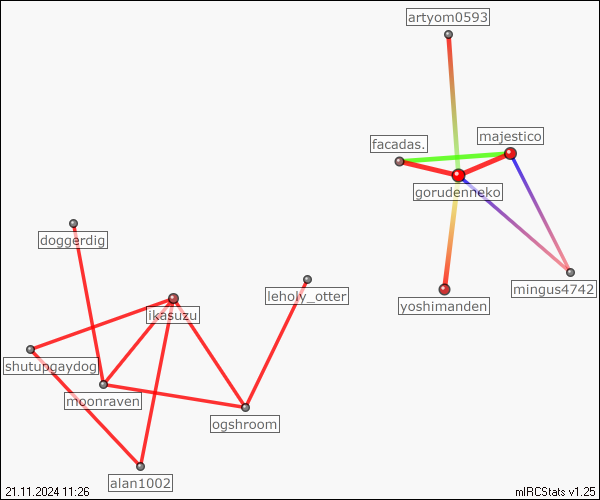 artyom0593
majestico
facadas.
gorudenneko
doggerdig
mingus4742
leholy_otter
yoshimanden
ikasuzu
shutupgaydog
moonraven
ogshroom
alan1002
21.11.2024 11:26
mIRCStats v1.25